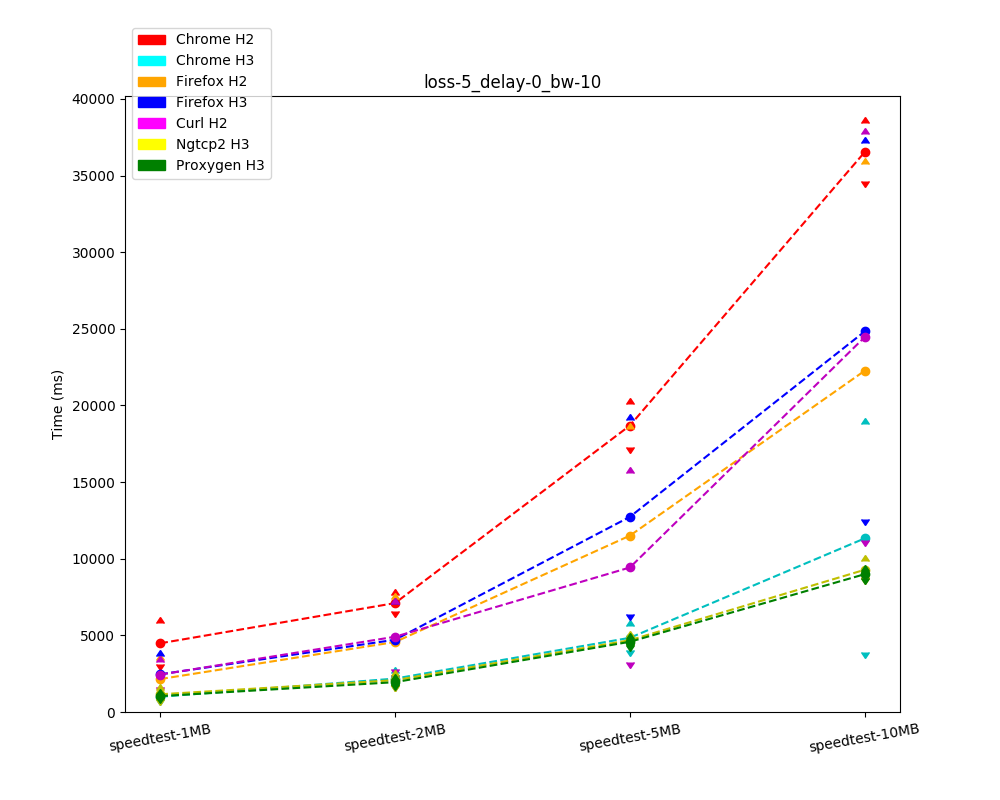 Chrome H2
Chrome H3
Firefox H2
Firefox H3
Curl H2
Ngtcp2 H3
Proxygen H3
loss-5_delay-0_bw-10
Time (ms)
40000
35000
30000
25000
20000
15000
10000
5000
0
speedtest-1MB
speedtest-2MB
speedtest-5MB
speedtest-10MB